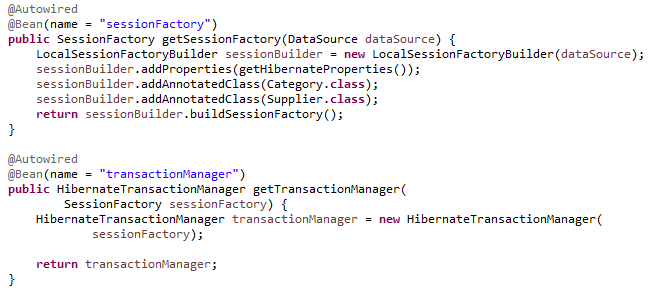 @Autowired
@Bean(name = "sessionFactory")
public SessionFactory getSessionFactory(DataSource dataSource) {
    LocalSessionFactoryBuilder sessionBuilder = new LocalSessionFactoryBuilder(dataSource);
    sessionBuilder.addProperties(getHibernateProperties());
    sessionBuilder.addAnnotatedClass(Category.class);
    sessionBuilder.addAnnotatedClass(Supplier.class);
    return sessionBuilder.buildSessionFactory();
}

@Autowired
@Bean(name = "transactionManager")
public HibernateTransactionManager getTransactionManager(
        SessionFactory sessionFactory) {
    HibernateTransactionManager transactionManager = new HibernateTransactionManager(
            sessionFactory);

    return transactionManager;
}